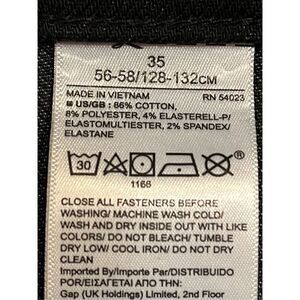 35
56-58/128-132CM
MADE IN VIETNAM RN 54023
US/GB : 86% COTTON,
8% POLYESTER, 4% ELASTERELL-P/
ELASTOMULTIESTER, 2% SPANDEX/
ELASTANE
30
1168
CLOSE ALL FASTENERS BEFORE
WASHING/ MACHINE WASH COLD/
WASH AND DRY INSIDE OUT WITH LIKE
COLORS/ DO NOT BLEACH/ TUMBLE
DRY LOW/ COOL IRON/ DO NOT DRY
CLEAN
Imported By/Importe Par/DISTRIBUIDO
POR/ΕΙΣΑΓΕΤΑΙ ΑΠΟ ΤΗΝ
Gap (UK Holdings) Limited, 2nd Floor